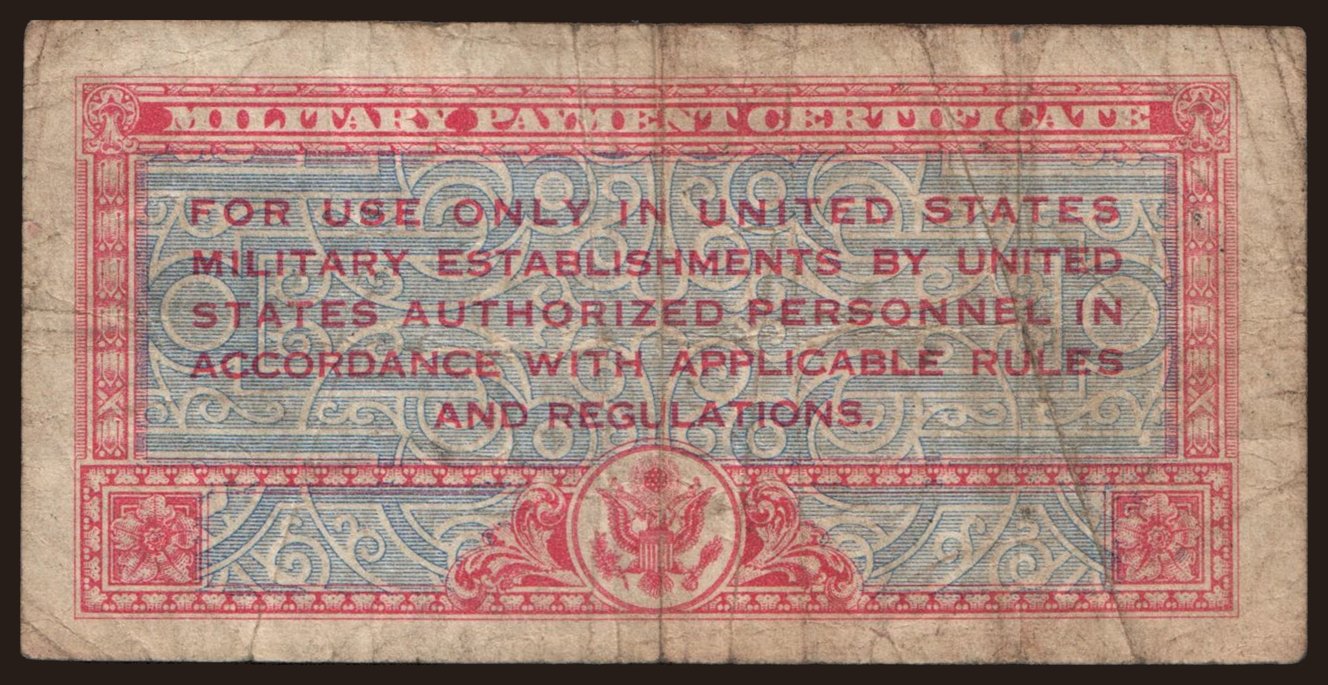 MILITARY PAYMENT CERTIFICATE
FOR USE ONLY IN UNITED STATES
MILITARY ESTABLISHMENTS BY UNITED
STATES AUTHORIZED PERSONNEL IN
ACCORDANCE WITH APPLICABLE RULES
AND REGULATIONS.